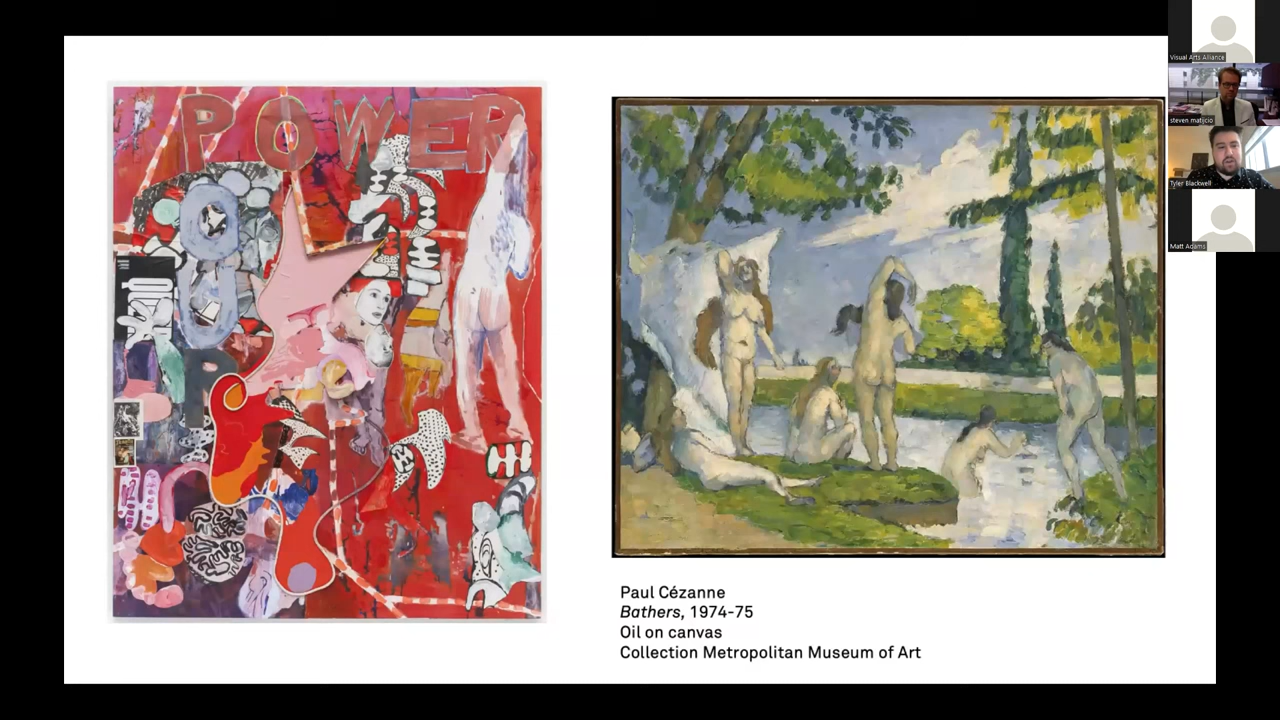 POWER
Paul Cézanne
Bathers, 1974-75
Oil on canvas
Collection Metropolitan Museum of Art
Visual Arts Alliance
steven matijcio
Tyler Blackwell
Matt Adams